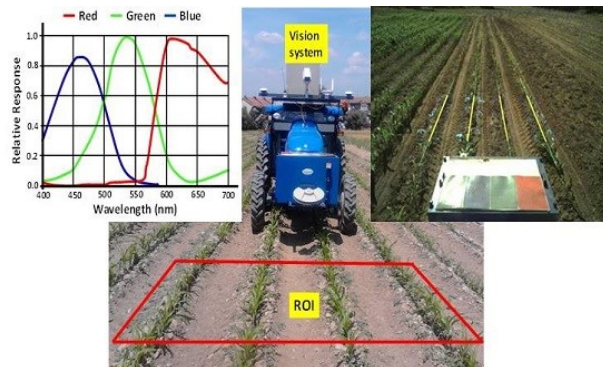 Red Green Blue
Relative Response
1.0
0.8
0.6
0.4
0.2
0.0
400 450 500 550 600 650 700
Wavelength (nm)
Vision
system
ROI